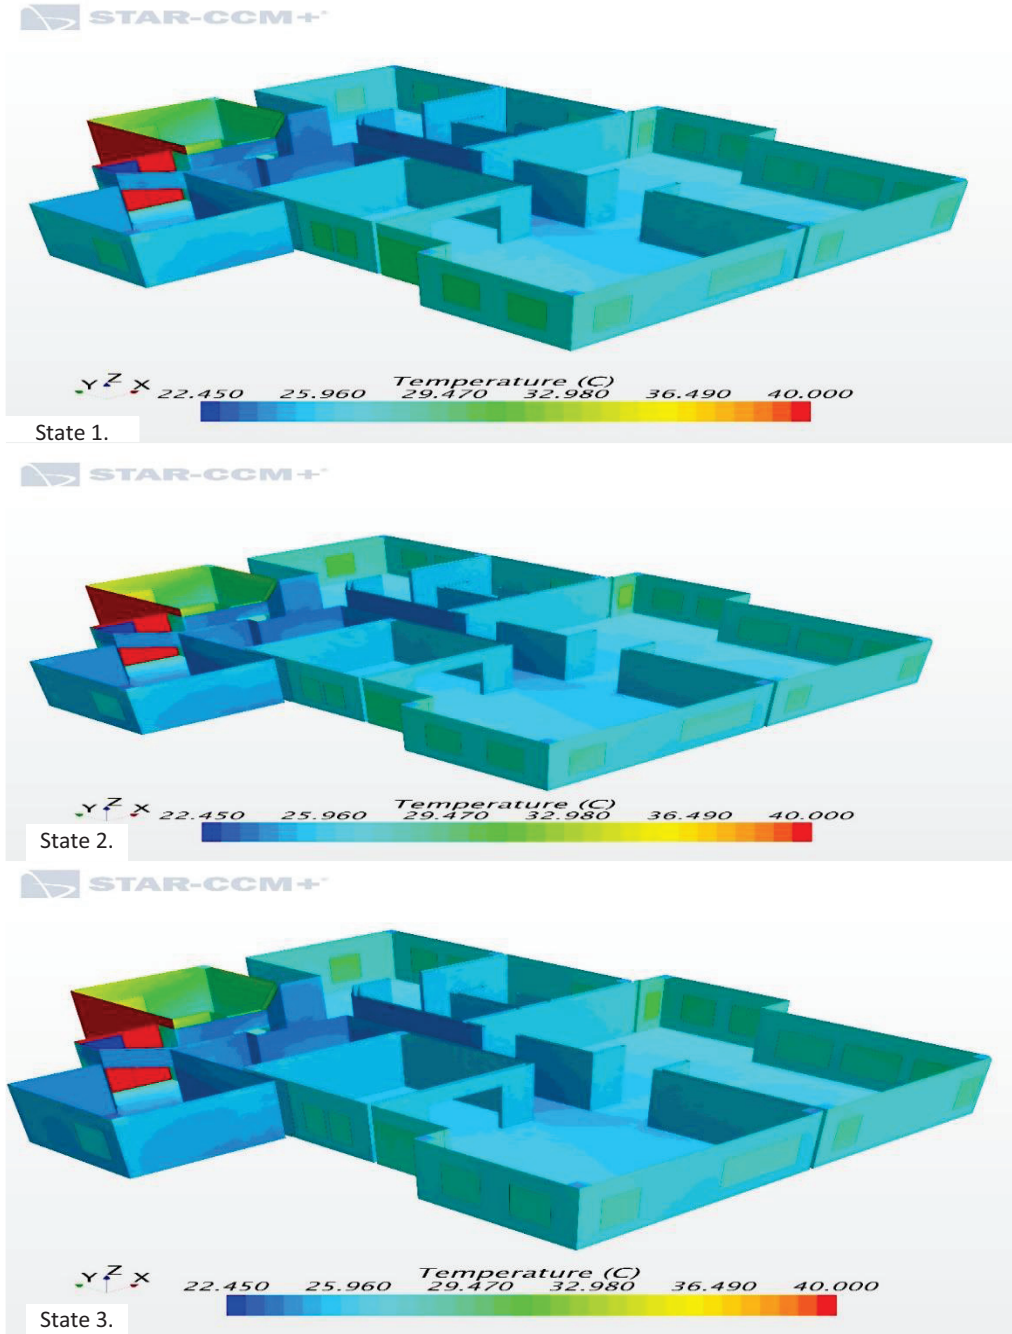 STAR-CCM+
Temperature (C)
Y Z X 22.450 25.960 29.470 32.980 36.490 40.000
State 1.
STAR-CCM+
Temperature (C)
Y Z X 22.450 25.960 29.470 32.980 36.490 40.000
State 2.
STAR-CCM+
Temperature (C)
Y Z X 22.450 25.960 29.470 32.980 36.490 40.000
State 3.